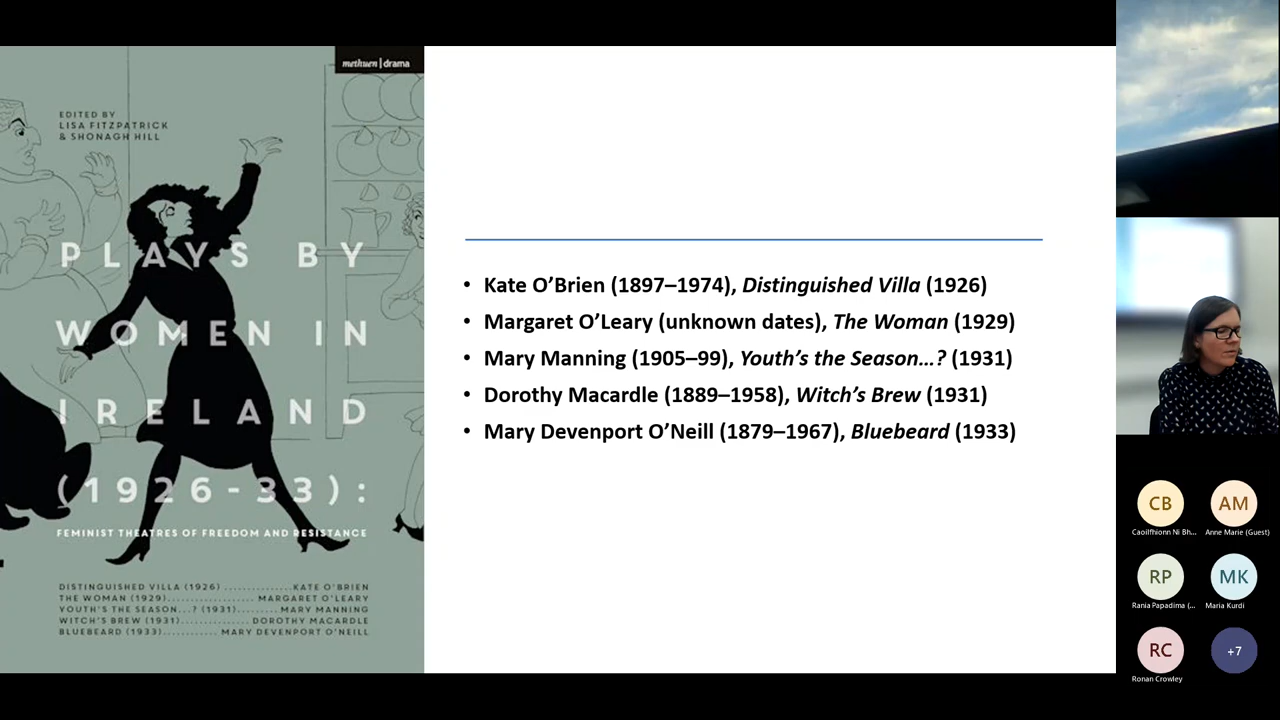 methuen | drama
EDITED BY
LISA FITZPATRICK
& SHONAGH HILL
PLAYS BY
WOMEN IN
IRELAND
(1926-33):
FEMINIST THEATRES OF FREEDOM AND RESISTANCE
DISTINGUISHED VILLA (1926) ................ KATE O'BRIEN
THE WOMAN (1929)...................... MARGARET O'LEARY
YOUTH'S THE SEASON...? (1931)......... MARY MANNING
WITCH'S BREW (1931)................. DOROTHY MACARDLE
BLUEBEARD (1933)........... MARY DEVENPORT O'NEILL
• Kate O’Brien (1897–1974), Distinguished Villa (1926)
• Margaret O’Leary (unknown dates), The Woman (1929)
• Mary Manning (1905–99), Youth’s the Season…? (1931)
• Dorothy Macardle (1889–1958), Witch’s Brew (1931)
• Mary Devenport O’Neill (1879–1967), Bluebeard (1933)
CB AM
Caoilfhionn Ni Bh... Anne Marie (Guest)
RP MK
Rania Papadima (... Maria Kurdi
RC +7
Ronan Crowley